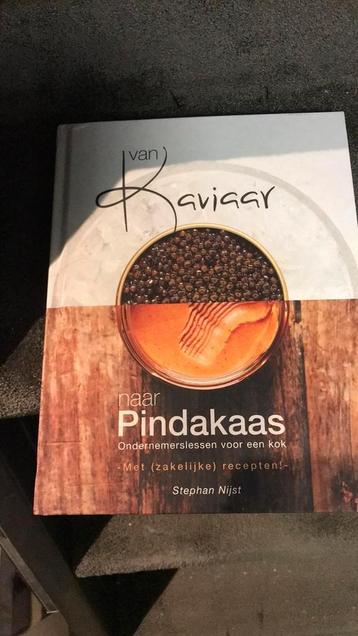 van
Kaviaar
naar
Pindakaas
Ondernemerslessen voor een kok
-Met (zakelijke) recepten!-
Stephan Nijst